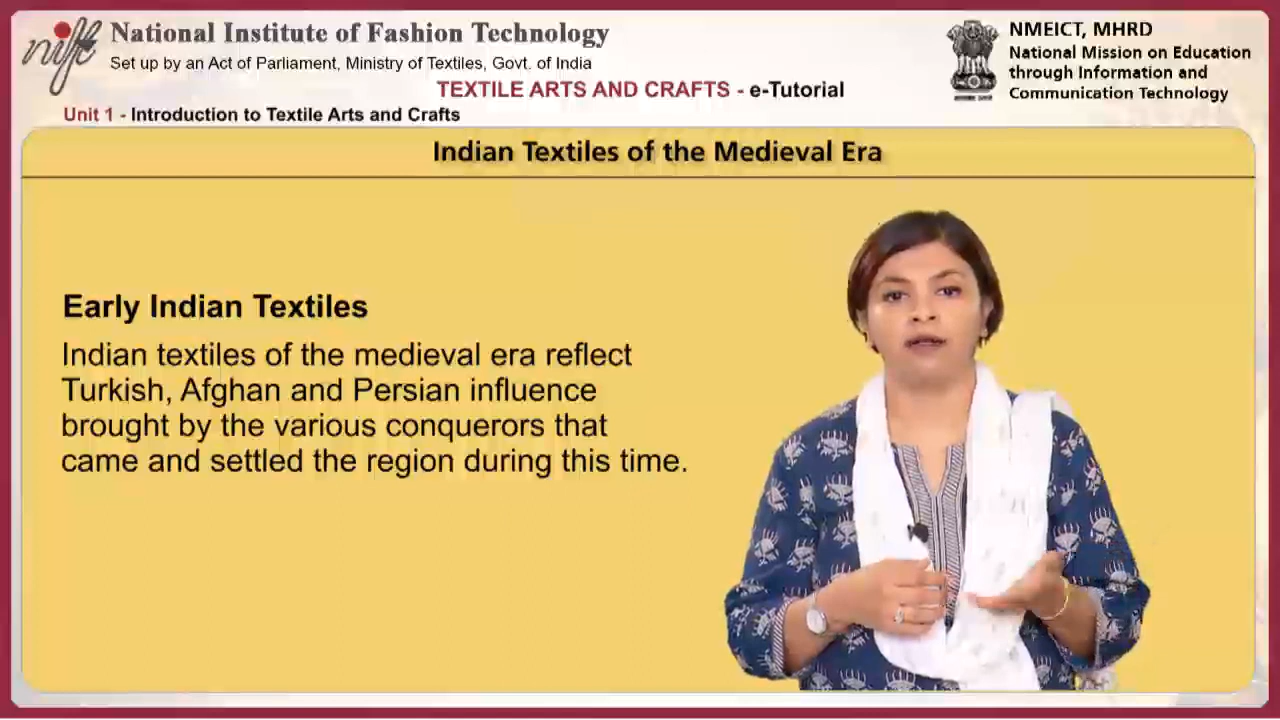 nift
National Institute of Fashion Technology
Set up by an Act of Parliament, Ministry of Textiles, Govt. of India
NMEICT, MHRD
National Mission on Education
through Information and
Communication Technology
TEXTILE ARTS AND CRAFTS - e-Tutorial
Unit 1 - Introduction to Textile Arts and Crafts
Indian Textiles of the Medieval Era
Early Indian Textiles
Indian textiles of the medieval era reflect
Turkish, Afghan and Persian influence
brought by the various conquerors that
came and settled the region during this time.